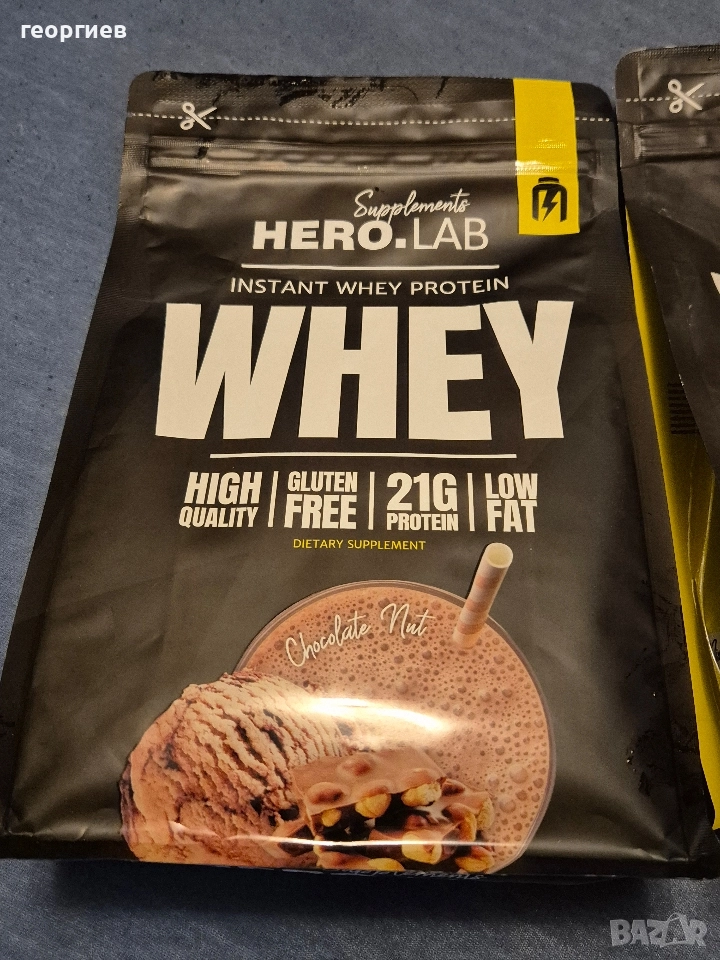 георгиев
Supplements
HERO.LAB
INSTANT WHEY PROTEIN
WHEY
HIGH QUALITY | GLUTEN FREE | 21G PROTEIN | LOW FAT
DIETARY SUPPLEMENT
Chocolate Nut
BAZAR